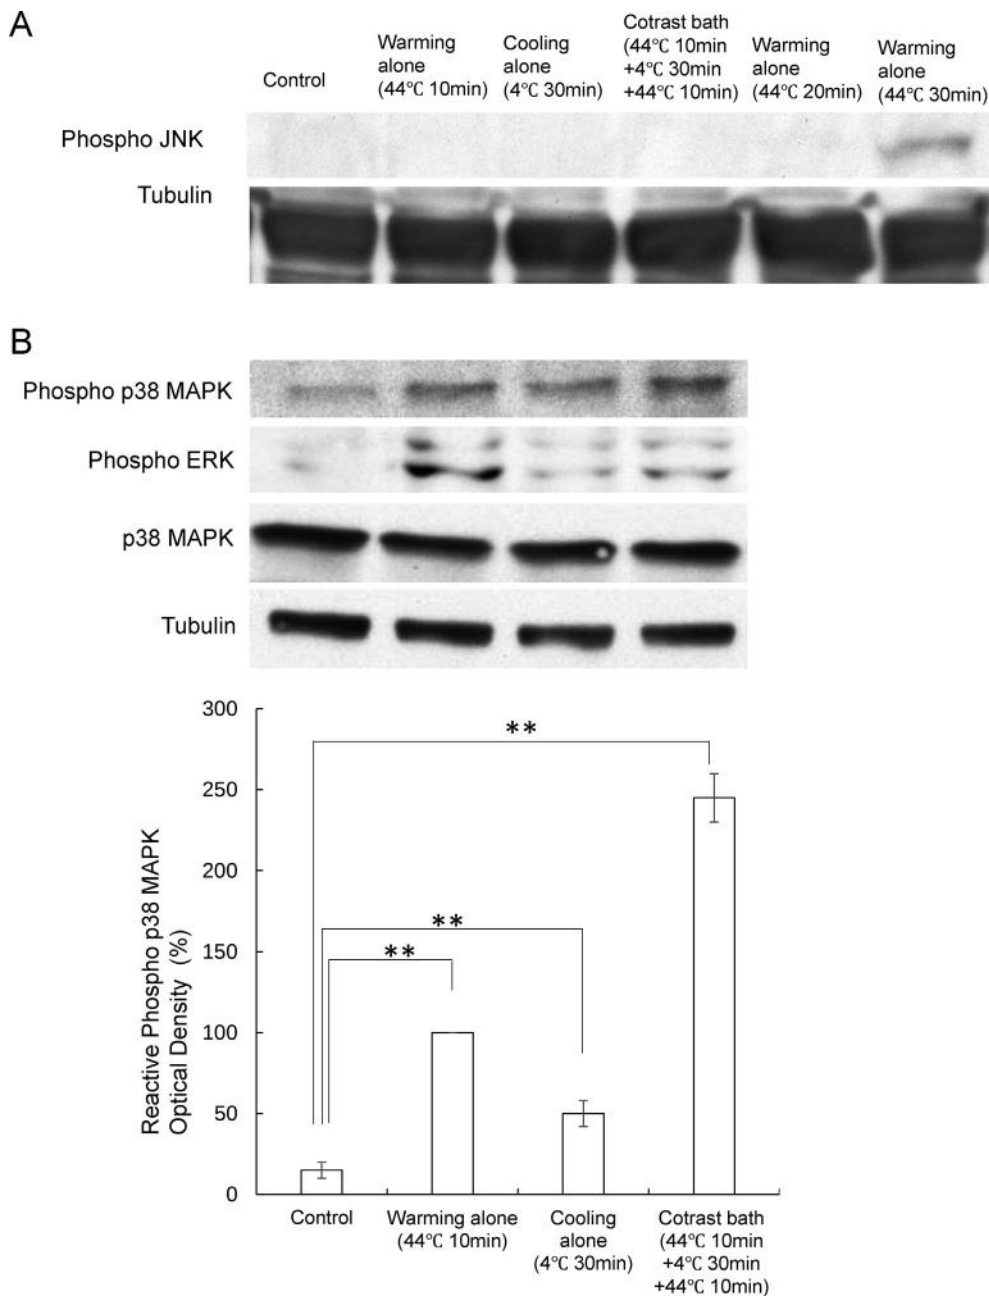 A
Control
Warming
alone
(44℃ 10min)
Cooling
alone
(4℃ 30min)
Cotrast bath
(44℃ 10min
+4℃ 30min
+44℃ 10min)
Warming
alone
(44℃ 20min)
Warming
alone
(44℃ 30min)
Phospho JNK
Tubulin
B
Phospho p38 MAPK
Phospho ERK
p38 MAPK
Tubulin
Reactive Phospho p38 MAPK
Optical Density (%)
300
250
200
150
100
50
0
**
**
**
Control
Warming alone
(44℃ 10min)
Cooling
alone
(4℃ 30min)
Cotrast bath
(44℃ 10min
+4℃ 30min
+44℃ 10min)